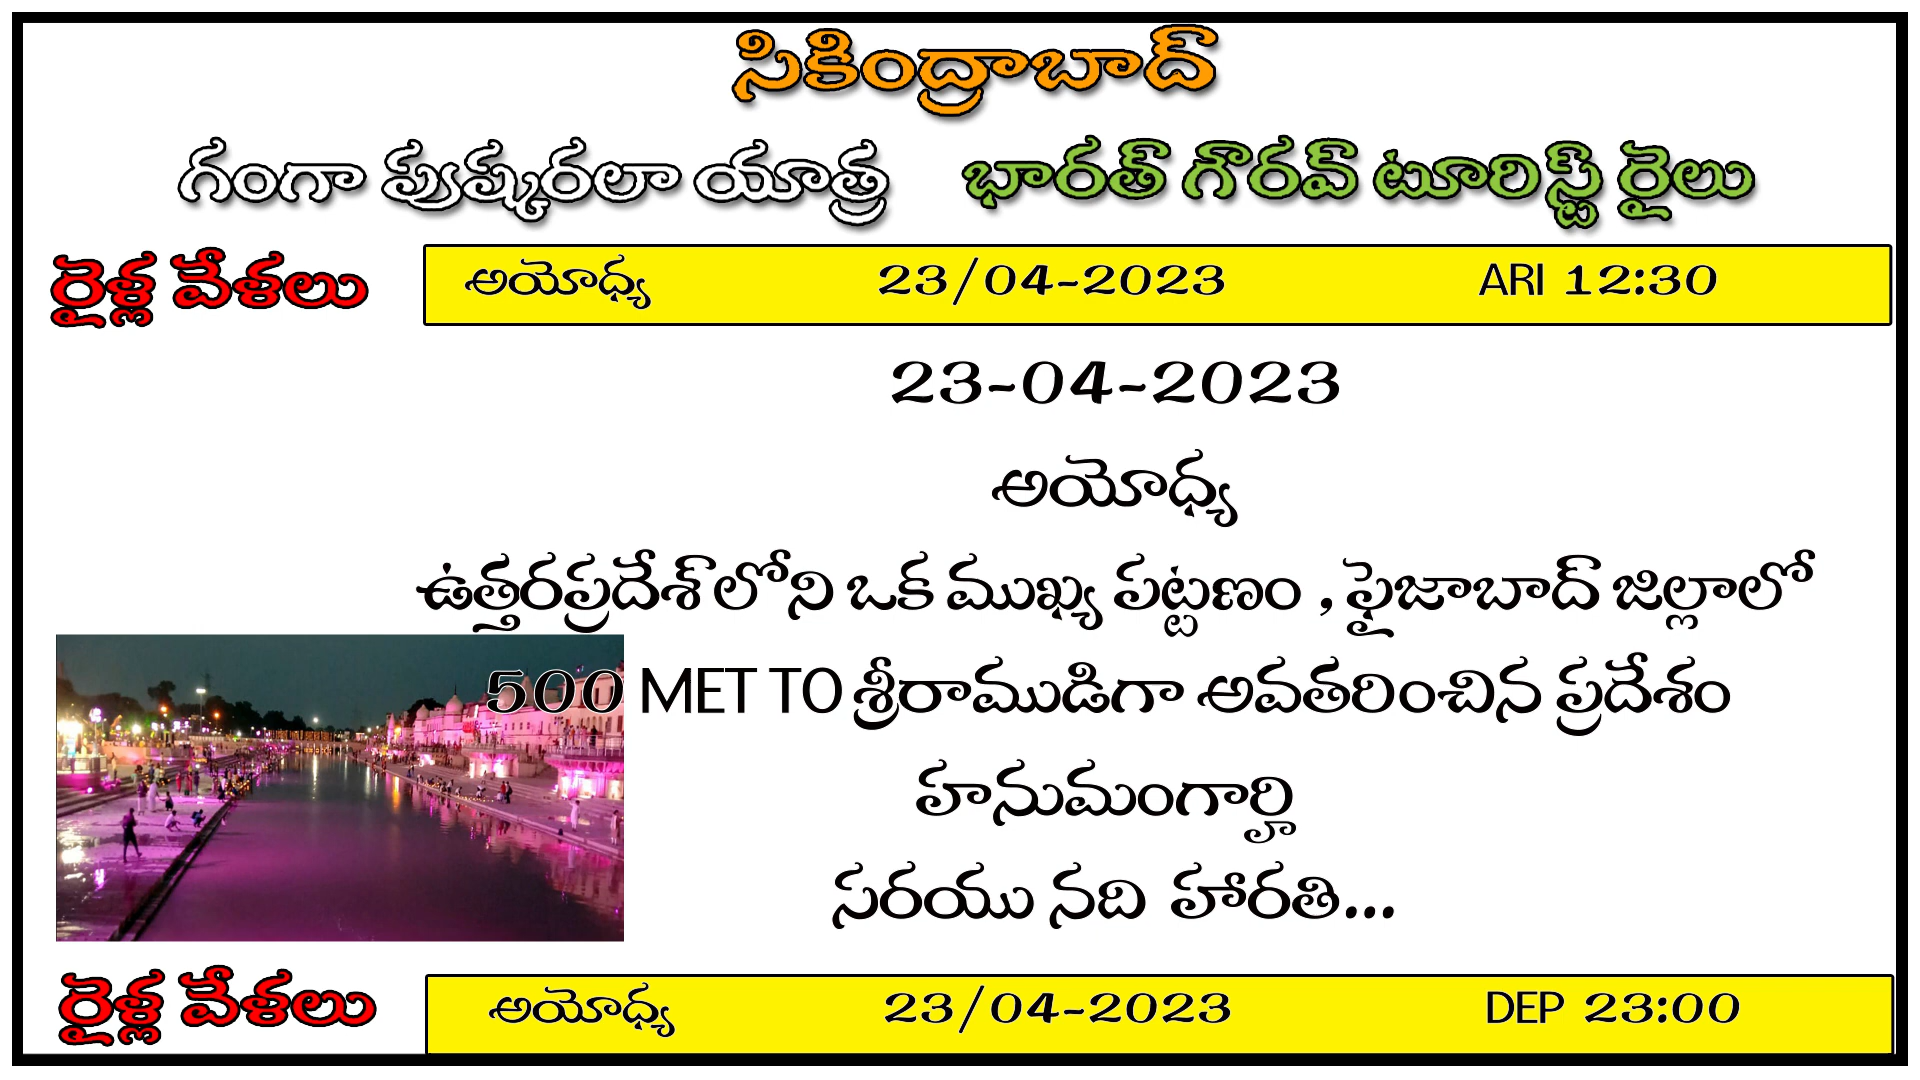 సికింద్రాబాద్
గంగా పుష్కరలా యాత్ర భారత్ గౌరవ్ టూరిస్ట్ రైలు
రైళ్ల వేళలు అయోధ్య 23/04-2023 ARI 12:30
23-04-2023
అయోధ్య
ఉత్తరప్రదేశ్‌లోని ఒక ముఖ్య పట్టణం , ఫైజాబాద్ జిల్లాలో
500 MET TO శ్రీరాముడిగా అవతరించిన ప్రదేశం
హనుమంగార్హి
సరయు నది హారతి...
రైళ్ల వేళలు అయోధ్య 23/04-2023 DEP 23:00